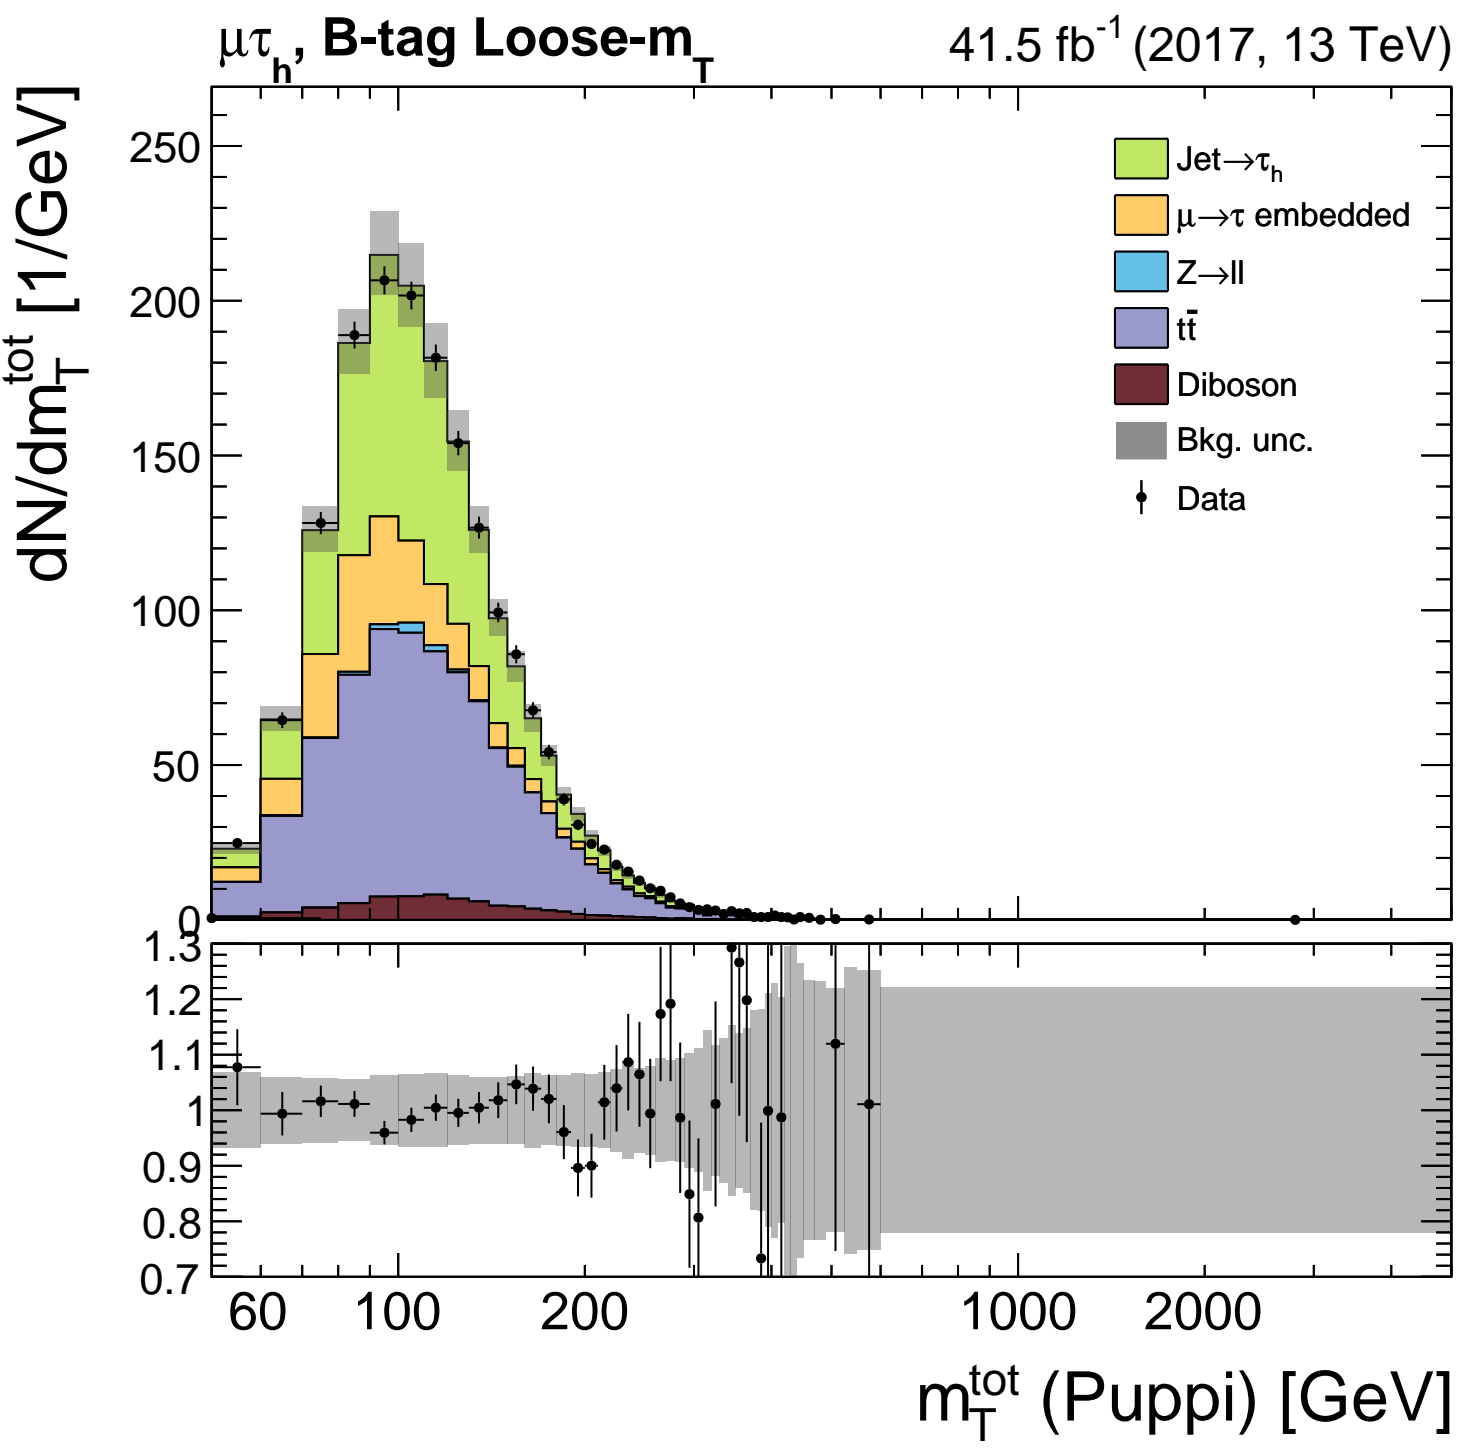 μτh, B-tag Loose-mT
41.5 fb-1 (2017, 13 TeV)
dN/dmTtot [1/GeV]
250
200
150
100
50
0
Jet→τh
μ→τ embedded
Z→ll
tt̄
Diboson
Bkg. unc.
Data
1.3
1.2
1.1
1
0.9
0.8
0.7
60 100 200 1000 2000
mTtot (Puppi) [GeV]